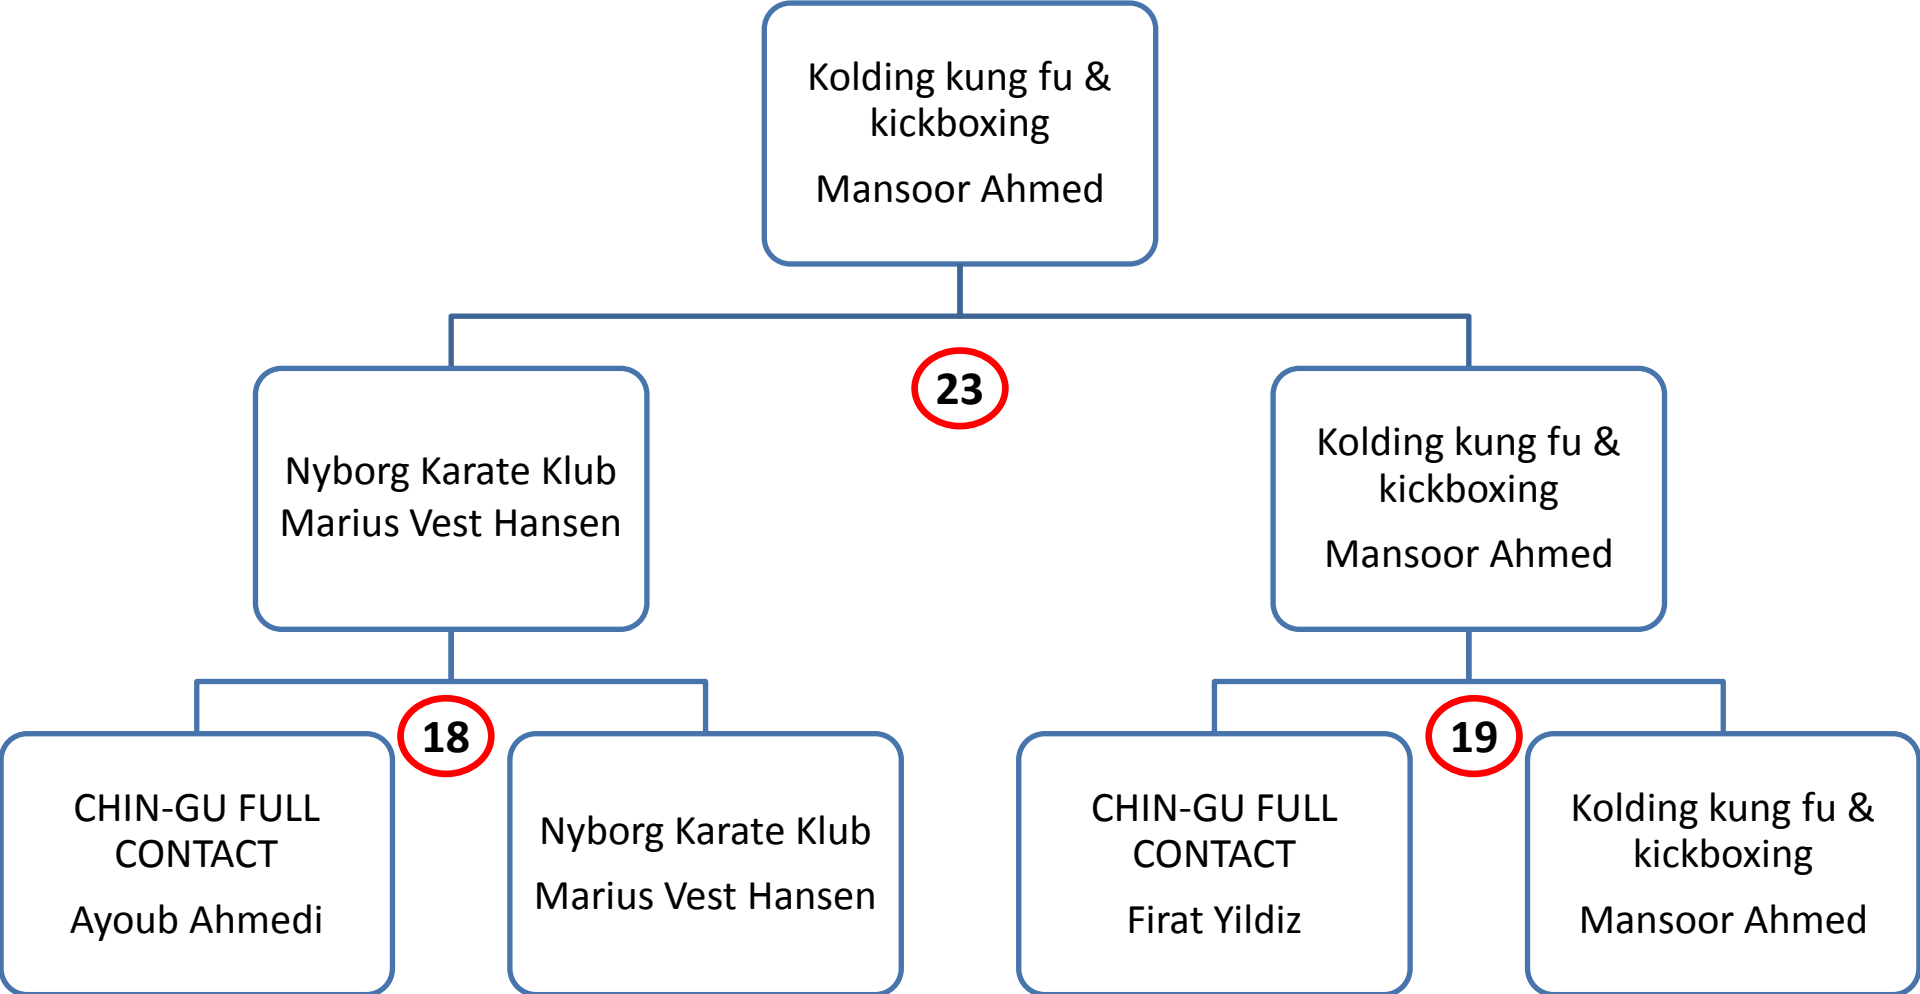 Kolding kung fu &
kickboxing
Mansoor Ahmed
23
Nyborg Karate Klub
Marius Vest Hansen
Kolding kung fu &
kickboxing
Mansoor Ahmed
18
19
CHIN-GU FULL
CONTACT
Ayoub Ahmedi
Nyborg Karate Klub
Marius Vest Hansen
CHIN-GU FULL
CONTACT
Firat Yildiz
Kolding kung fu &
kickboxing
Mansoor Ahmed